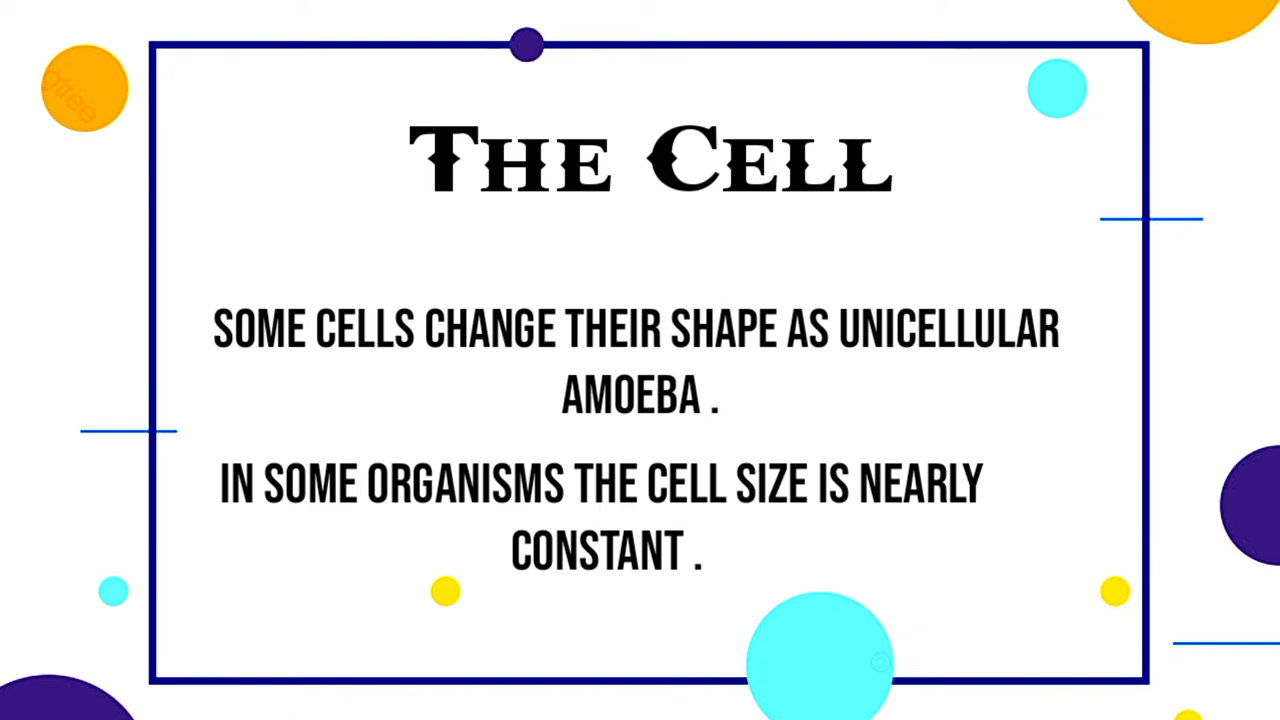 The Cell
SOME CELLS CHANGE THEIR SHAPE AS UNICELLULAR
AMOEBA .
IN SOME ORGANISMS THE CELL SIZE IS NEARLY
CONSTANT .